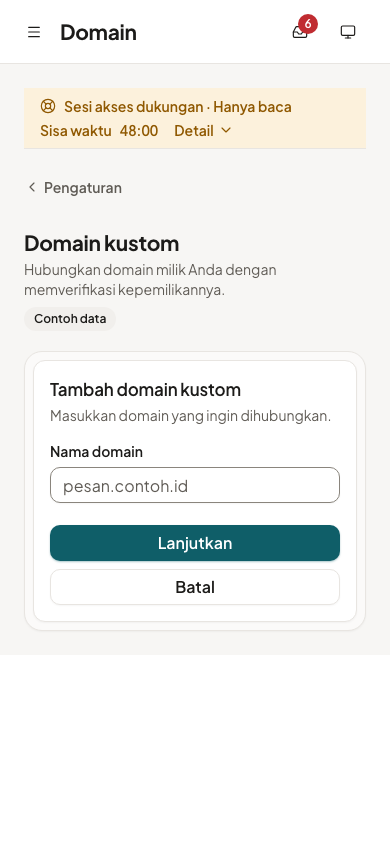 Domain
6
Sesi akses dukungan · Hanya baca
Sisa waktu 48:00 Detail
Pengaturan
Domain kustom
Hubungkan domain milik Anda dengan
memverifikasi kepemilikannya.
Contoh data
Tambah domain kustom
Masukkan domain yang ingin dihubungkan.
Nama domain
pesan.contoh.id
Lanjutkan
Batal